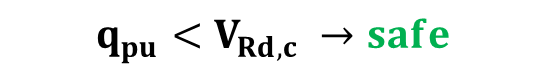 q_pu < V_Rd,c → safe